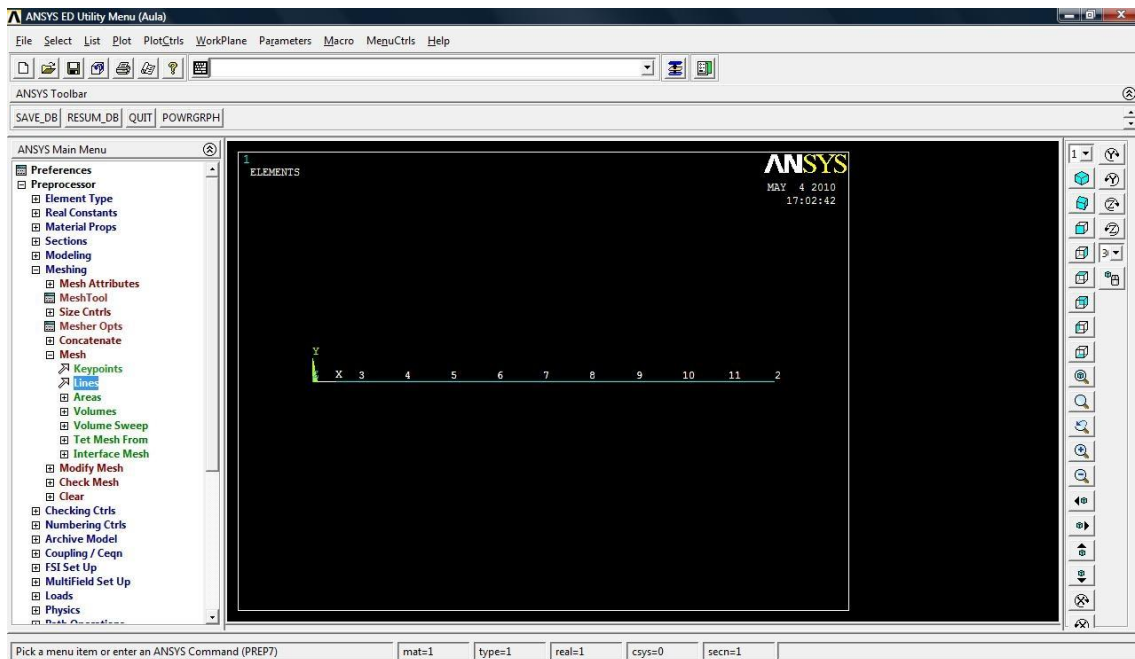 ANSYS ED Utility Menu (Aula)
File Select List Plot PlotCtrls WorkPlane Parameters Macro MenuCtrls Help
ANSYS Toolbar
SAVE_DB RESUM_DB QUIT POWRGRPH
ANSYS Main Menu
Preferences
Preprocessor
Element Type
Real Constants
Material Props
Sections
Modeling
Meshing
Mesh Attributes
MeshTool
Size Cntrls
Mesher Opts
Concatenate
Mesh
Keypoints
Lines
Areas
Volumes
Volume Sweep
Tet Mesh From
Interface Mesh
Modify Mesh
Check Mesh
Clear
Checking Ctrls
Numbering Ctrls
Archive Model
Coupling / Ceqn
FSI Set Up
MultiField Set Up
Loads
Physics
Path Operations
1
ELEMENTS
ANSYS
MAY 4 2010
17:02:42
Y
X 3 4 5 6 7 8 9 10 11 2
1
Pick a menu item or enter an ANSYS Command (PREP7) mat=1 type=1 real=1 csys=0 secn=1